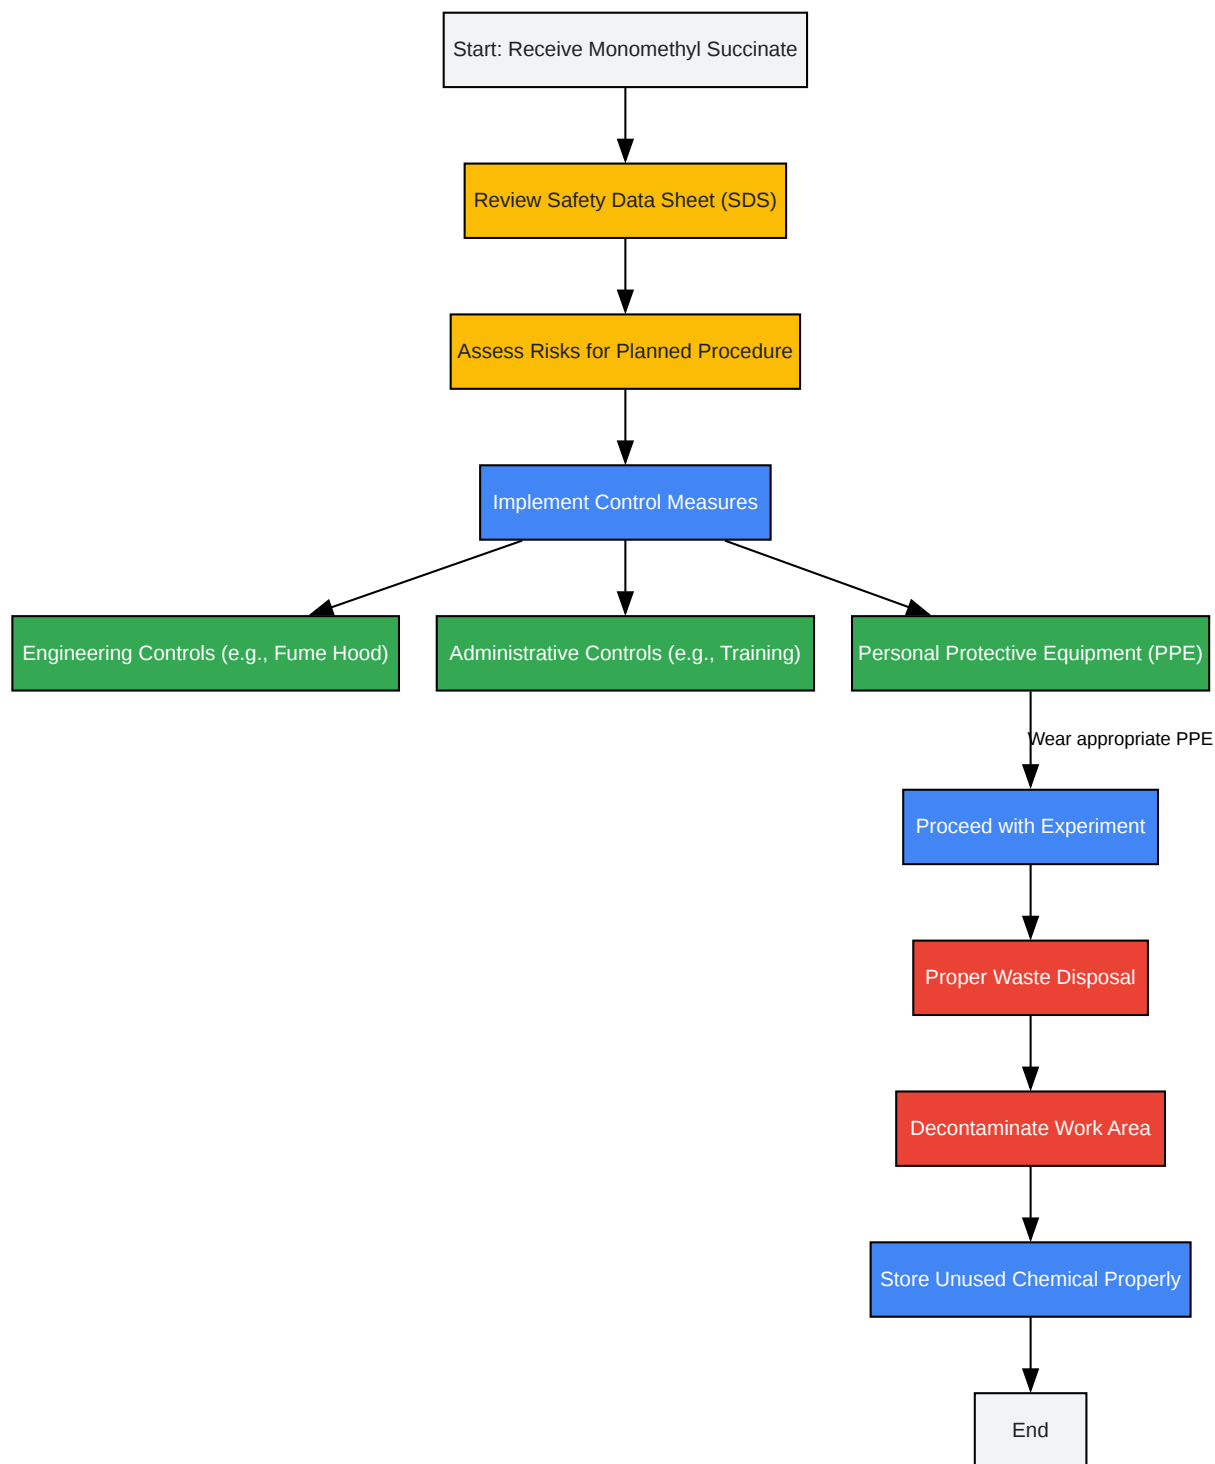 Start: Receive Monomethyl Succinate
Review Safety Data Sheet (SDS)
Assess Risks for Planned Procedure
Implement Control Measures
Engineering Controls (e.g., Fume Hood)
Administrative Controls (e.g., Training)
Personal Protective Equipment (PPE)
Wear appropriate PPE
Proceed with Experiment
Proper Waste Disposal
Decontaminate Work Area
Store Unused Chemical Properly
End